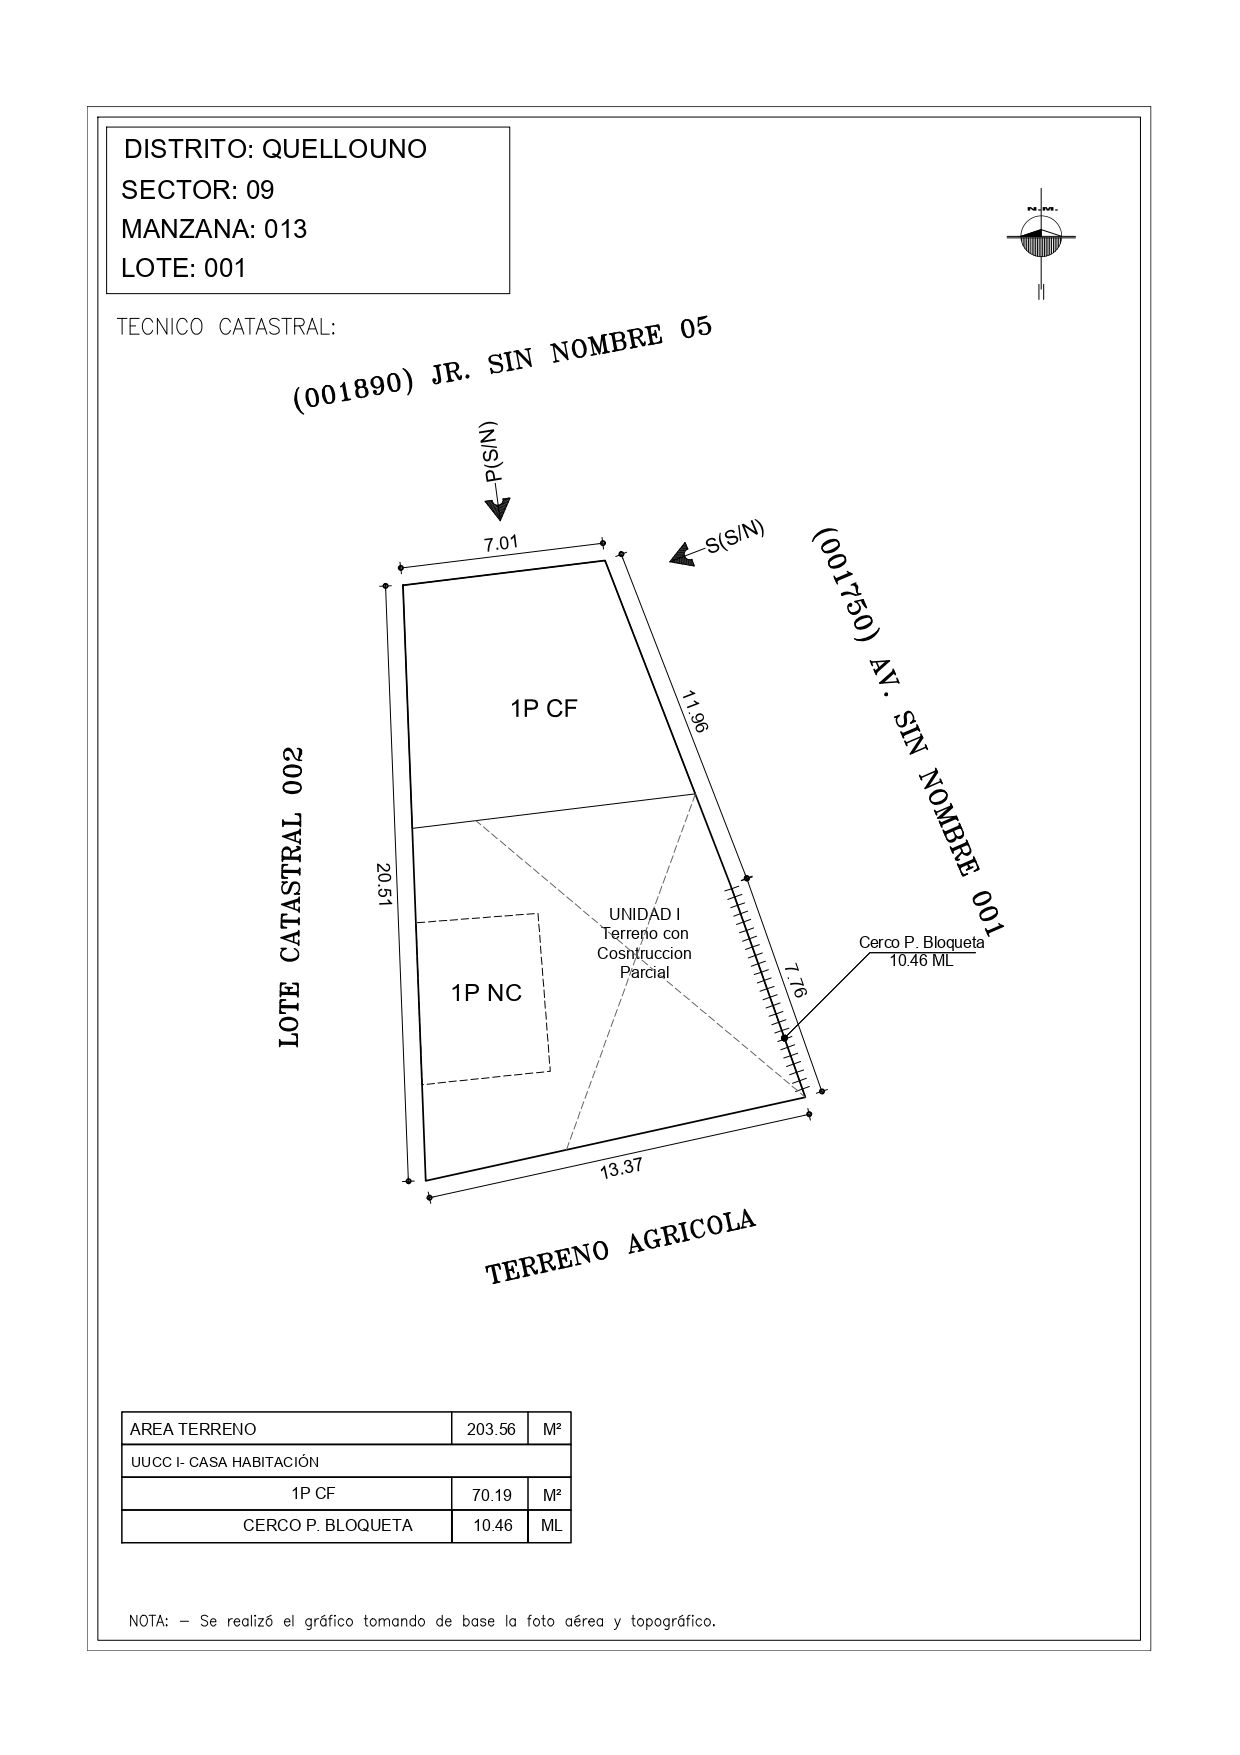 DISTRITO: QUELLOUNO
SECTOR: 09
MANZANA: 013
LOTE: 001
N.M.
TECNICO CATASTRAL:
(001890) JR. SIN NOMBRE 05
P(S/N)
S(S/N)
7.01
(001750) AV. SIN NOMBRE 001
11.96
1P CF
LOTE CATASTRAL 002
20.51
UNIDAD I
Terreno con
Cosntruccion
Parcial
Cerco P. Bloqueta
10.46 ML
7.76
1P NC
13.37
TERRENO AGRICOLA
AREA TERRENO 203.56 M²
UUCC I- CASA HABITACIÓN
1P CF 70.19 M²
CERCO P. BLOQUETA 10.46 ML
NOTA: - Se realizó el gráfico tomando de base la foto aérea y topográfico.